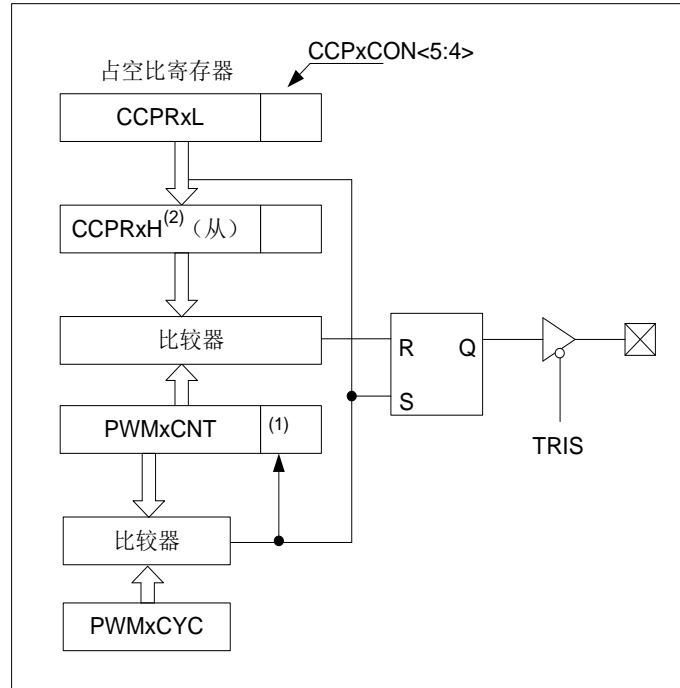 CCPxCON<5:4>
占空比寄存器
CCPRxL
CCPRxH(2)（从）
比较器
R Q
S
PWMxCNT (1)
TRIS
比较器
PWMxCYC